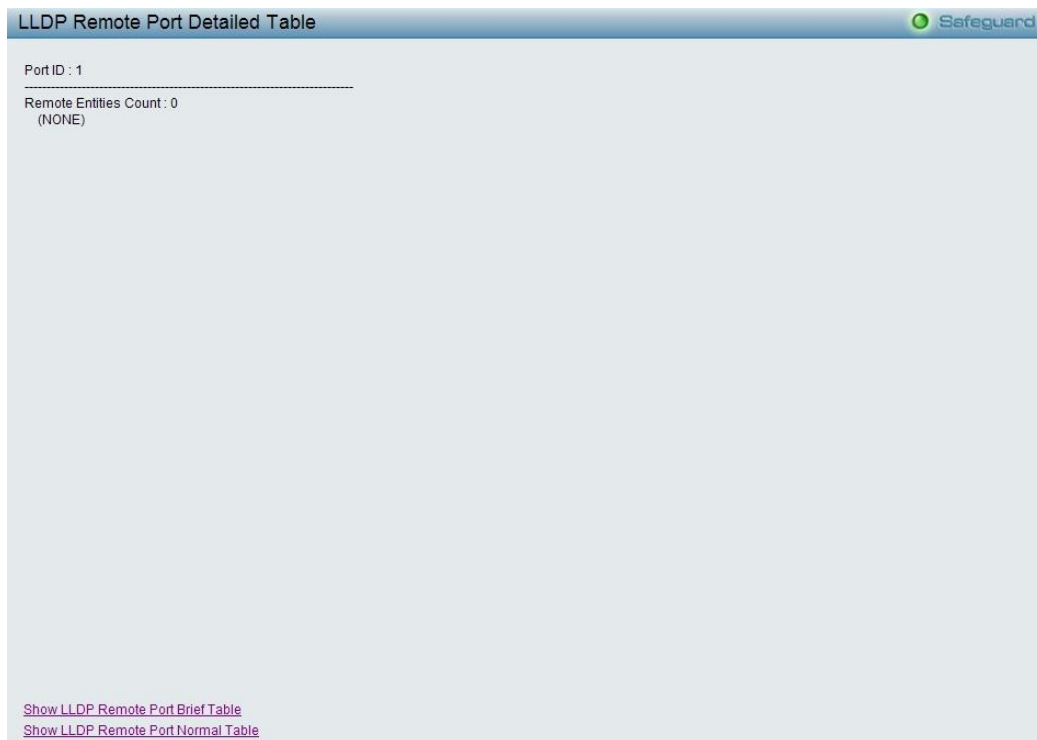 LLDP Remote Port Detailed Table
Safeguard
Port ID : 1
--------------------------------------------------------------------------
Remote Entities Count : 0
(NONE)
Show LLDP Remote Port Brief Table
Show LLDP Remote Port Normal Table